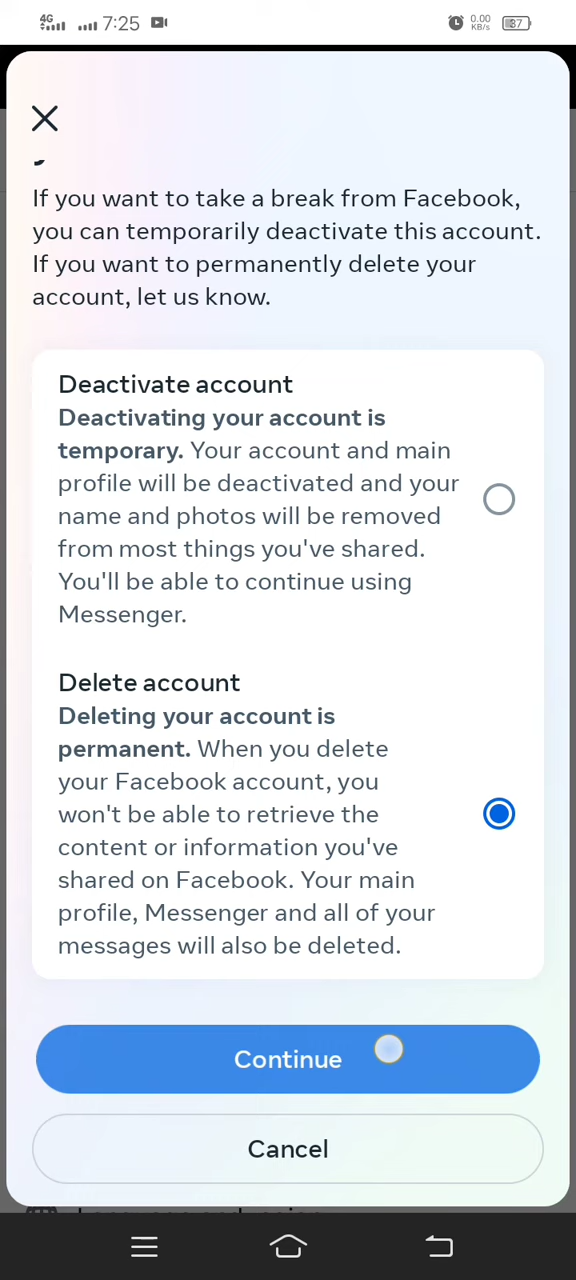 4G 7:25 0.00
KB/s 37
If you want to take a break from Facebook,
you can temporarily deactivate this account.
If you want to permanently delete your
account, let us know.
Deactivate account
Deactivating your account is
temporary. Your account and main
profile will be deactivated and your
name and photos will be removed
from most things you've shared.
You'll be able to continue using
Messenger.
Delete account
Deleting your account is
permanent. When you delete
your Facebook account, you
won't be able to retrieve the
content or information you've
shared on Facebook. Your main
profile, Messenger and all of your
messages will also be deleted.
Continue
Cancel